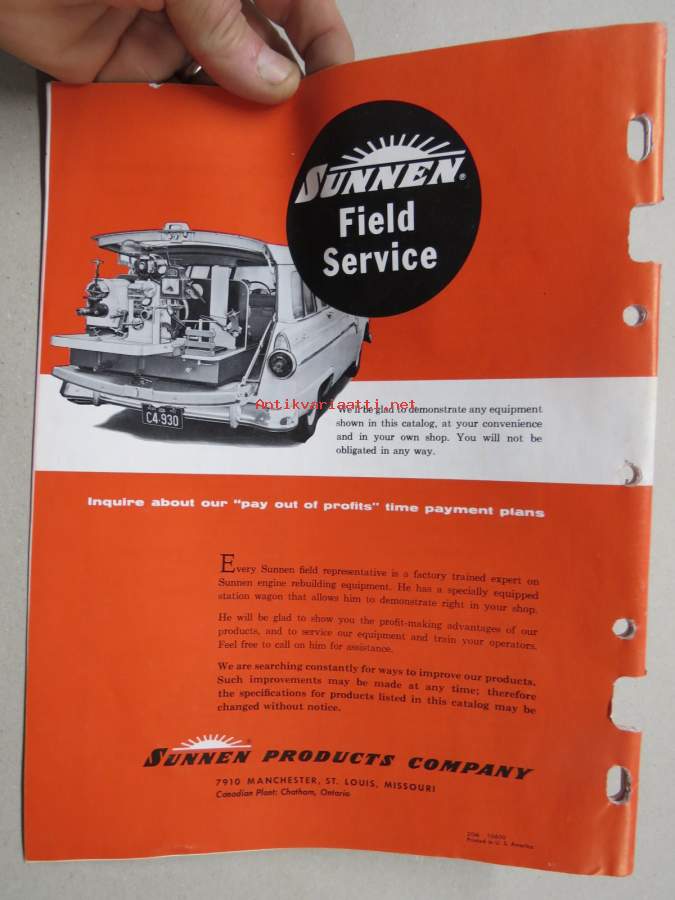 SUNNEN®
Field
Service
C4-930
Antikvariaatti.net
We'll be glad to demonstrate any equipment
shown in this catalog, at your convenience
and in your own shop. You will not be
obligated in any way.
Inquire about our "pay out of profits" time payment plans
Every Sunnen field representative is a factory trained expert on
Sunnen engine rebuilding equipment. He has a specially equipped
station wagon that allows him to demonstrate right in your shop.
He will be glad to show you the profit-making advantages of our
products, and to service our equipment and train your operators.
Feel free to call on him for assistance.
We are searching constantly for ways to improve our products.
Such improvements may be made at any time; therefore
the specifications for products listed in this catalog may be
changed without notice.
SUNNEN® PRODUCTS COMPANY
7910 MANCHESTER, ST. LOUIS, MISSOURI
Canadian Plant: Chatham, Ontario
Printed in U. S. America